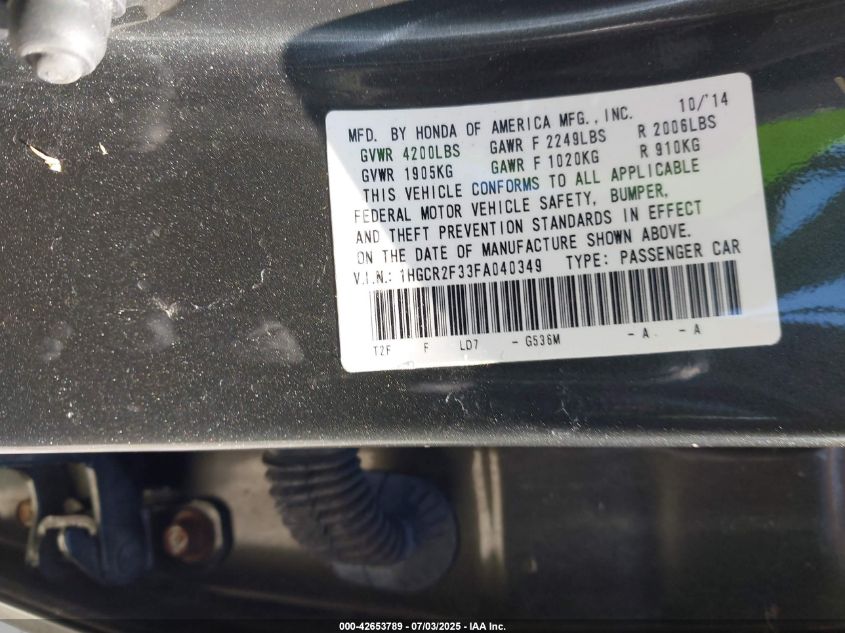 MFD. BY HONDA OF AMERICA MFG., INC. 10/'14
GVWR 4200LBS GAWR F 2249LBS R 2006LBS
GVWR 1905KG GAWR F 1020KG R 910KG
THIS VEHICLE CONFORMS TO ALL APPLICABLE
FEDERAL MOTOR VEHICLE SAFETY, BUMPER,
AND THEFT PREVENTION STANDARDS IN EFFECT
ON THE DATE OF MANUFACTURE SHOWN ABOVE.
V.I.N.: 1HGCR2F33FA040349 TYPE: PASSENGER CAR
T2F F LD7 - G536M - A - A
000-42653789 - 07/03/2025 - IAA Inc.